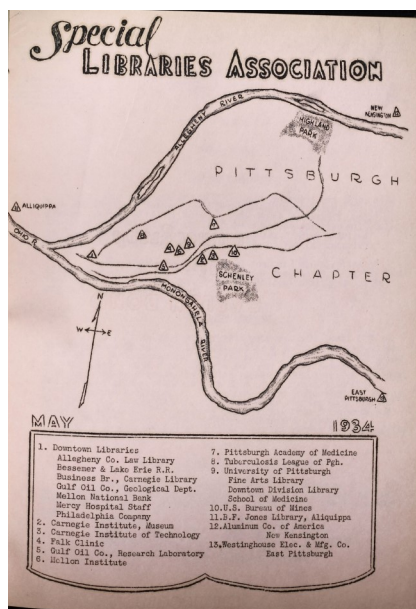 Special
LIBRARIES ASSOCIATION
ALLEGHENY RIVER
HIGHLAND
PARK
NEW
KENSINGTON
PITTSBURGH
ALLIQUIPPA
OHIO R.
SCHENLEY
PARK
CHAPTER
N
W E
MONONGAHELA
RIVER
EAST
PITTSBURGH
MAY
1934
1. Downtown Libraries
Allegheny Co. Law Library
Bessemer & Lake Erie R.R.
Business Br., Carnegie Library
Gulf Oil Co., Geological Dept.
Mellon National Bank
Mercy Hospital Staff
Philadelphia Company
2. Carnegie Institute, Museum
3. Carnegie Institute of Technology
4. Falk Clinic
5. Gulf Oil Co., Research Laboratory
6. Mellon Institute
7. Pittsburgh Academy of Medicine
8. Tuberculosis League of Pgh.
9. University of Pittsburgh
Fine Arts Library
Downtown Division Library
School of Medicine
10.U.S. Bureau of Mines
11.B.F. Jones Library, Aliquippa
12.Aluminum Co. of America
New Kensington
13.Westinghouse Elec. & Mfg. Co.
East Pittsburgh